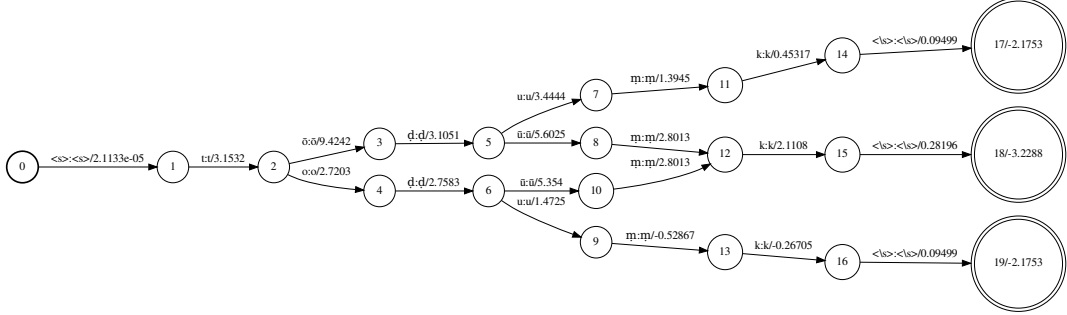 17/-2.1753
<\s>:<\s>/0.09499
14
k:k/0.45317
ṃ:ṃ/1.3945
11
u:u/3.4444
7
ō:ō/9.4242
3
ḍ:ḍ/3.1051
5
ū:ū/5.6025
8
ṃ:ṃ/2.8013
0
<s>:<s>/2.1133e-05
1
t:t/3.1532
2
12
k:k/2.1108
15
<\s>:<\s>/0.28196
18/-3.2288
ṃ:ṃ/2.8013
o:o/2.7203
4
ḍ:ḍ/2.7583
6
ū:ū/5.354
10
u:u/1.4725
9
ṃ:ṃ/-0.52867
13
k:k/-0.26705
16
<\s>:<\s>/0.09499
19/-2.1753